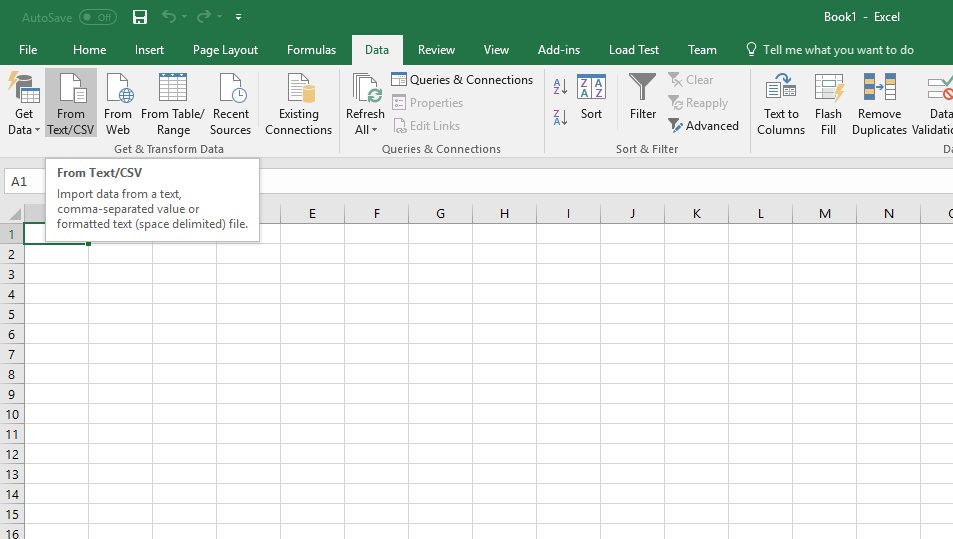 AutoSave Off
Book1 - Excel
File Home Insert Page Layout Formulas Data Review View Add-ins Load Test Team Tell me what you want to do
Get Data
From Text/CSV
From Web
From Table/ Range
Recent Sources
Existing Connections
Get & Transform Data
Refresh All
Queries & Connections
Properties
Edit Links
Queries & Connections
A Z
Z A
Z A A Z
Sort
Filter
Clear
Reapply
Advanced
Sort & Filter
Text to Columns
Flash Fill
Remove Duplicates
Data
A1
From Text/CSV
Import data from a text,
comma-separated value or
formatted text (space delimited) file.
E F G H I J K L M N
1
2
3
4
5
6
7
8
9
10
11
12
13
14
15
16